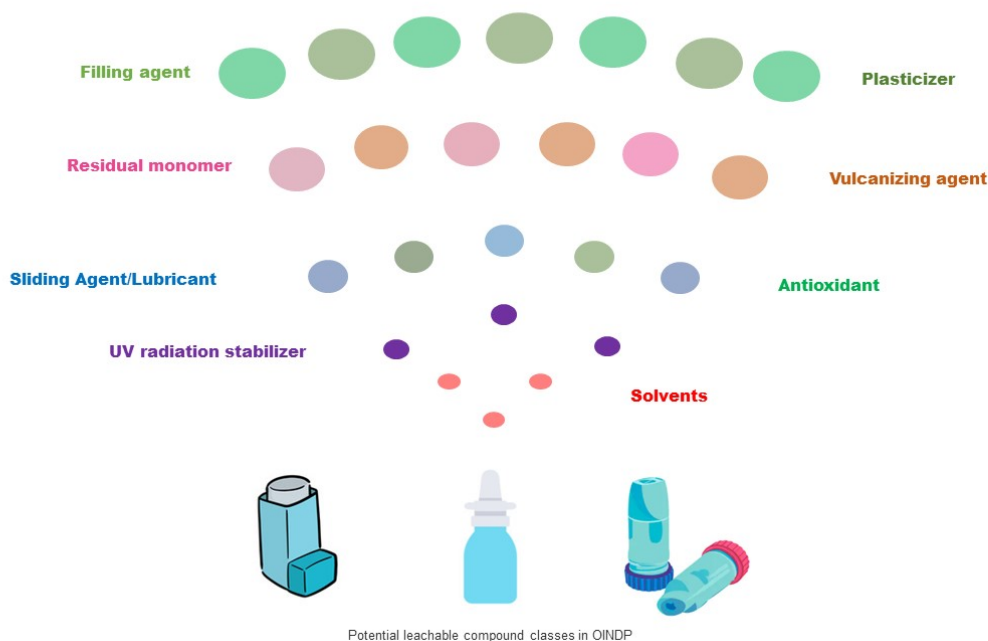 Filling agent
Plasticizer
Residual monomer
Vulcanizing agent
Sliding Agent/Lubricant
Antioxidant
UV radiation stabilizer
Solvents
Potential leachable compound classes in OINDP